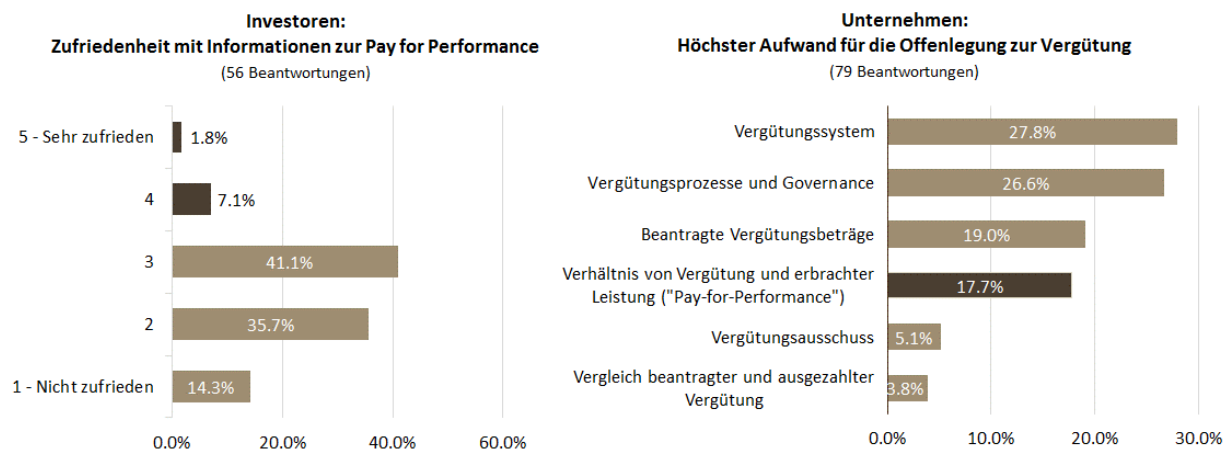 Investoren:
Zufriedenheit mit Informationen zur Pay for Performance
(56 Beantwortungen)
5 - Sehr zufrieden
1.8%
4
7.1%
3
41.1%
2
35.7%
1 - Nicht zufrieden
14.3%
0.0%
20.0%
40.0%
60.0%
Unternehmen:
Höchster Aufwand für die Offenlegung zur Vergütung
(79 Beantwortungen)
Vergütungssystem
27.8%
Vergütungsprozesse und Governance
26.6%
Beantragte Vergütungsbeträge
19.0%
Verhältnis von Vergütung und erbrachter
Leistung ("Pay-for-Performance")
17.7%
Vergütungsausschuss
5.1%
Vergleich beantragter und ausgezahlter
Vergütung
3.8%
0.0%
10.0%
20.0%
30.0%